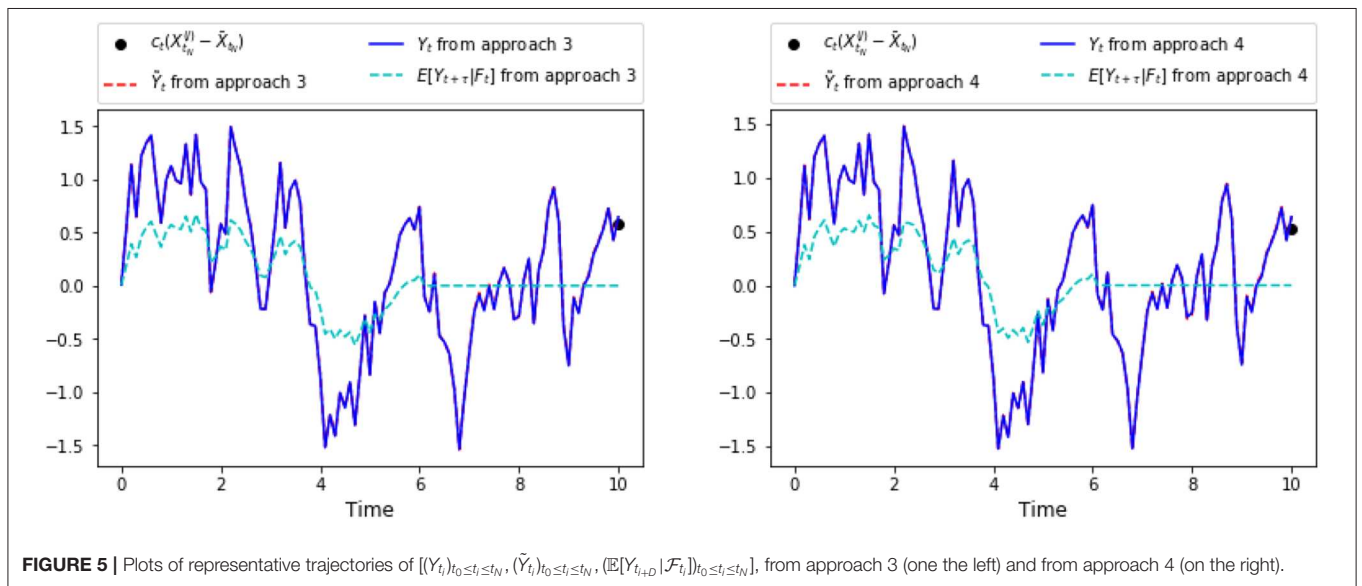 c_t(X_{t_N}^{(i)} − X̄_{t_N})
Y_t from approach 3
Ỹ_t from approach 3
E[Y_{t+τ}|F_t] from approach 3
1.5
1.0
0.5
0.0
−0.5
−1.0
−1.5
0 2 4 6 8 10
Time
c_t(X_{t_N}^{(i)} − X̄_{t_N})
Y_t from approach 4
Ỹ_t from approach 4
E[Y_{t+τ}|F_t] from approach 4
1.5
1.0
0.5
0.0
−0.5
−1.0
−1.5
0 2 4 6 8 10
Time
FIGURE 5 | Plots of representative trajectories of [(Y_{t_i})_{t_0≤t_i≤t_N}, (Ỹ_{t_i})_{t_0≤t_i≤t_N}, (𝔼[Y_{t_{i+D}}|ℱ_{t_i}])_{t_0≤t_i≤t_N}], from approach 3 (one the left) and from approach 4 (on the right).